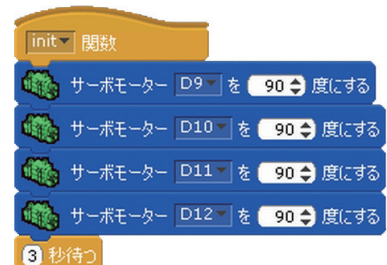 init 関数
サーボモーター D9 を 90 度にする
サーボモーター D10 を 90 度にする
サーボモーター D11 を 90 度にする
サーボモーター D12 を 90 度にする
3 秒待つ